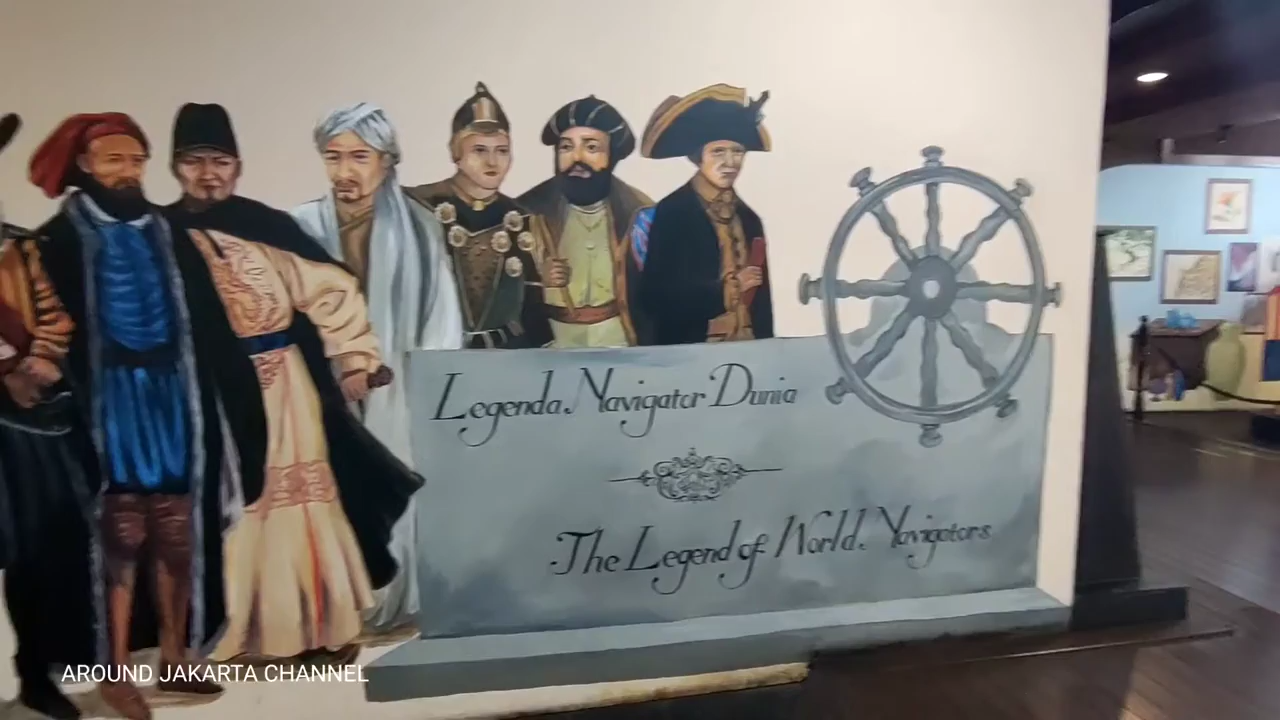 Legenda Navigator Dunia
The Legend of World Navigators
AROUND JAKARTA CHANNEL